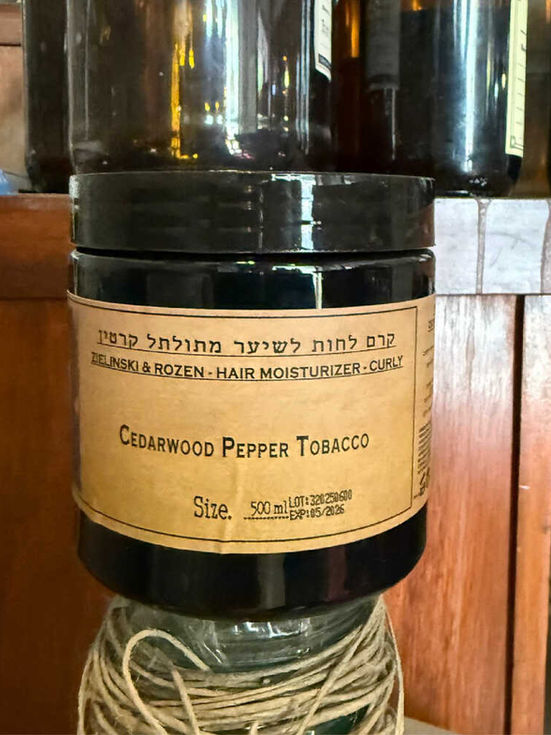 קרם לחות לשיער מתולתל קרטין
ZIELINSKI & ROZEN - HAIR MOISTURIZER - CURLY
CEDARWOOD PEPPER TOBACCO
Size. 500 ml LOT:320250600
EXP:05/2026